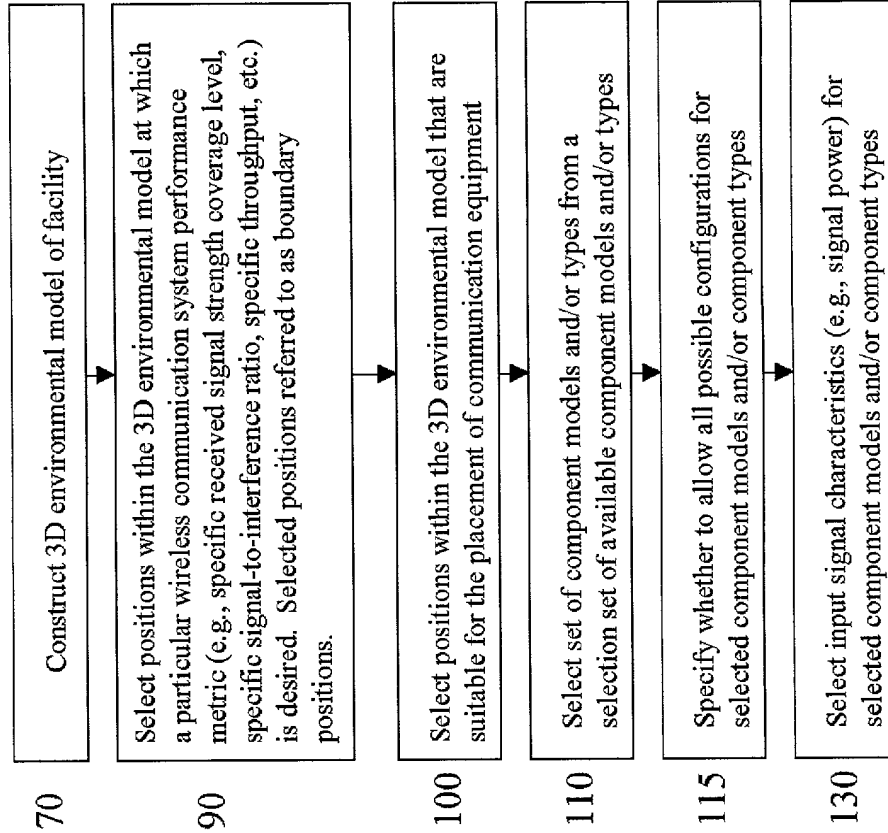 70
Construct 3D environmental model of facility
90
Select positions within the 3D environmental model at which
a particular wireless communication system performance
metric (e.g., specific received signal strength coverage level,
specific signal-to-interference ratio, specific throughput, etc.)
is desired. Selected positions referred to as boundary
positions.
100
Select positions within the 3D environmental model that are
suitable for the placement of communication equipment
110
Select set of component models and/or types from a
selection set of available component models and/or types
115
Specify whether to allow all possible configurations for
selected component models and/or component types
130
Select input signal characteristics (e.g., signal power) for
selected component models and/or component types